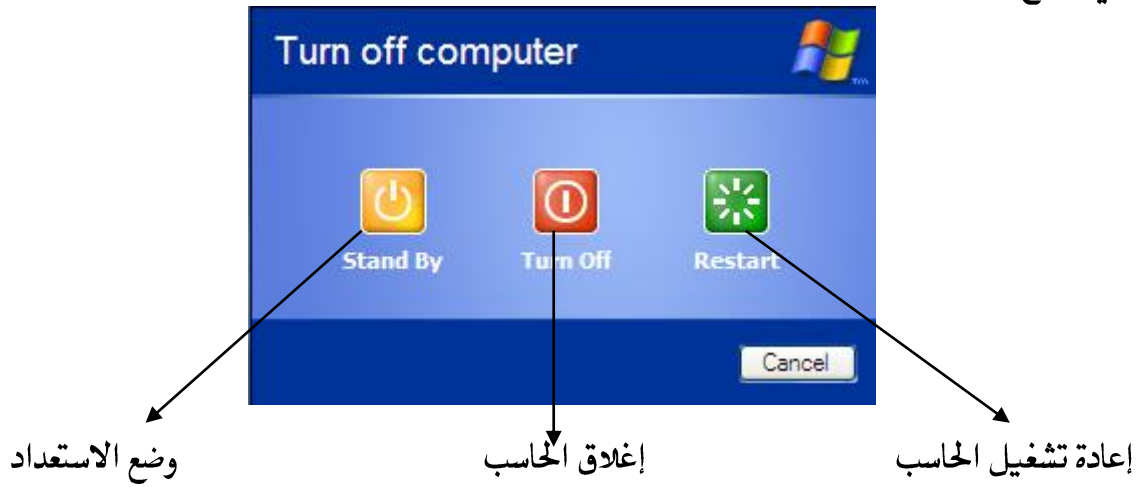 Turn off computer
Stand By Turn Off Restart
Cancel
إعادة تشغيل الحاسب إغلاق الحاسب وضع الاستعداد